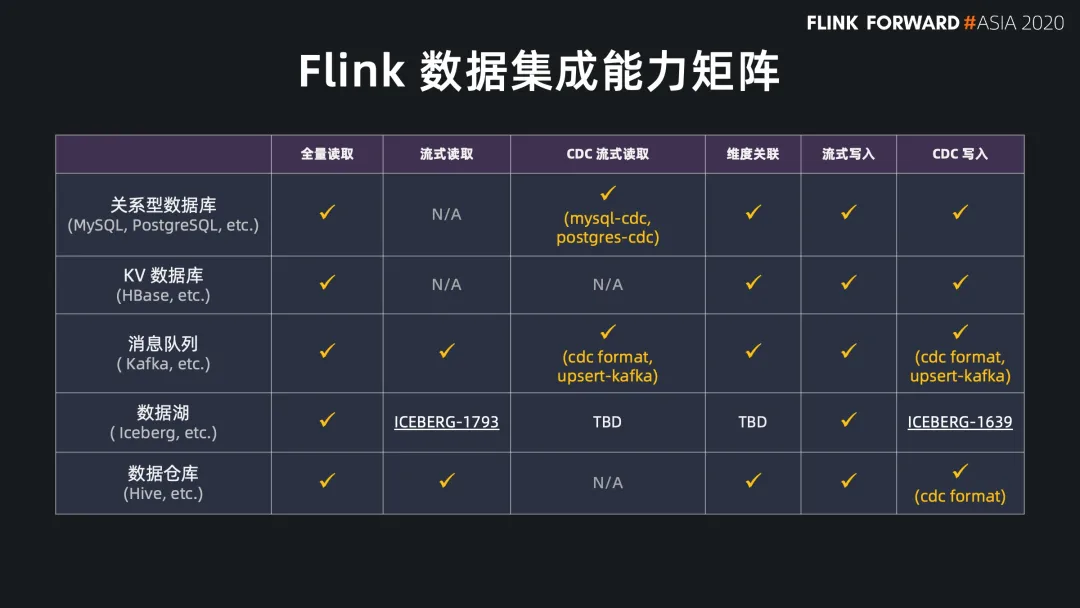 FLINK FORWARD #ASIA 2020
Flink 数据集成能力矩阵
全量读取 流式读取 CDC 流式读取 维度关联 流式写入 CDC 写入
关系型数据库
(MySQL, PostgreSQL, etc.)
✓ N/A ✓ ✓ ✓ ✓
(mysql-cdc,
postgres-cdc)
KV 数据库
(HBase, etc.)
✓ N/A N/A ✓ ✓ ✓
消息队列
( Kafka, etc.)
✓ ✓ ✓ ✓ ✓ ✓
(cdc format, (cdc format,
upsert-kafka) upsert-kafka)
数据湖
( Iceberg, etc.)
✓ ICEBERG-1793 TBD TBD ✓ ICEBERG-1639
数据仓库
(Hive, etc.)
✓ ✓ N/A ✓ ✓ ✓
(cdc format)